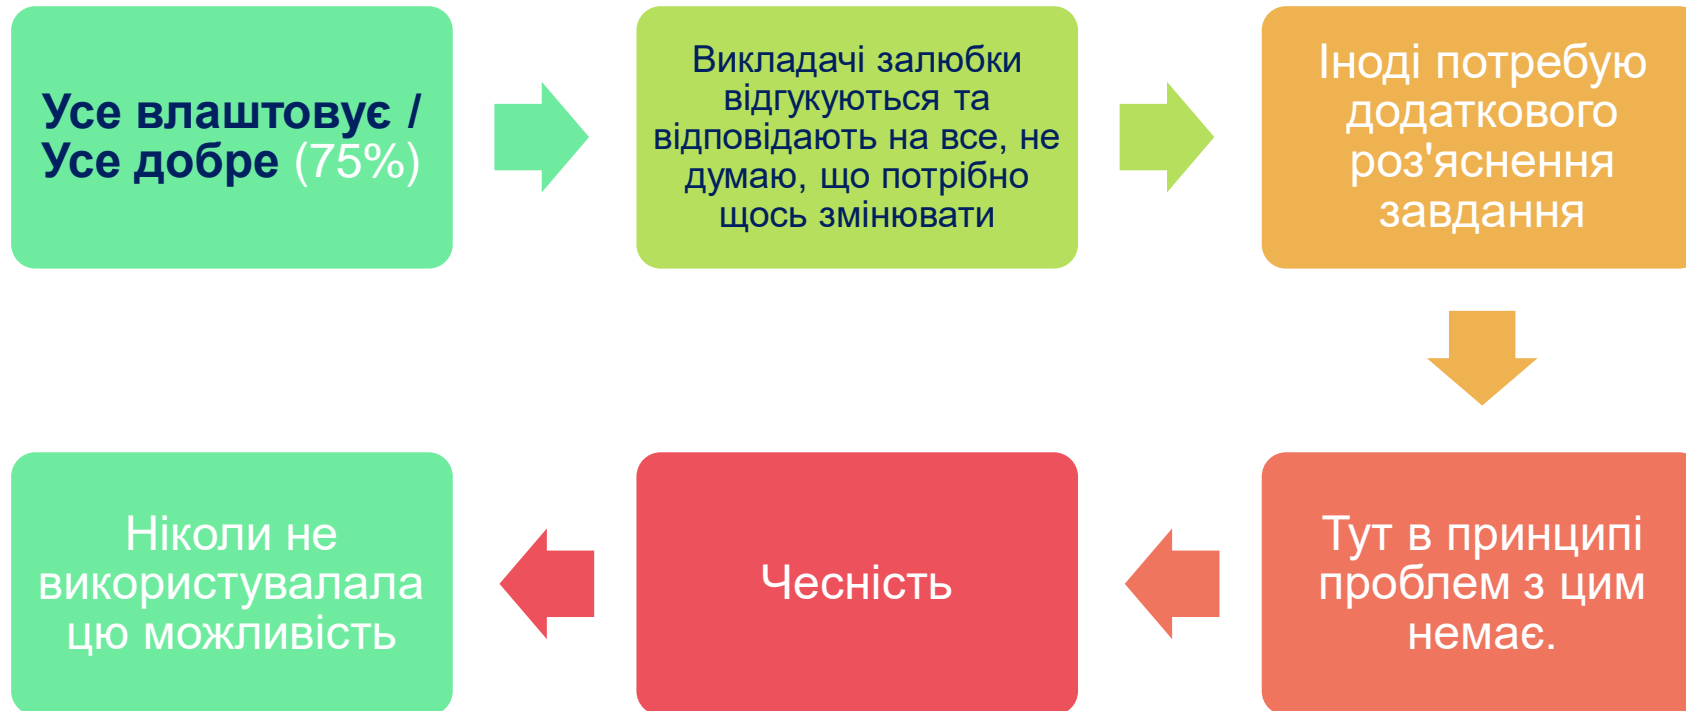 Усе влаштовує /
Усе добре (75%)
Викладачі залюбки
відгукуються та
відповідають на все, не
думаю, що потрібно
щось змінювати
Іноді потребую
додаткового
роз'яснення
завдання
Тут в принципі
проблем з цим
немає.
Чесність
Ніколи не
використувалала
цю можливість